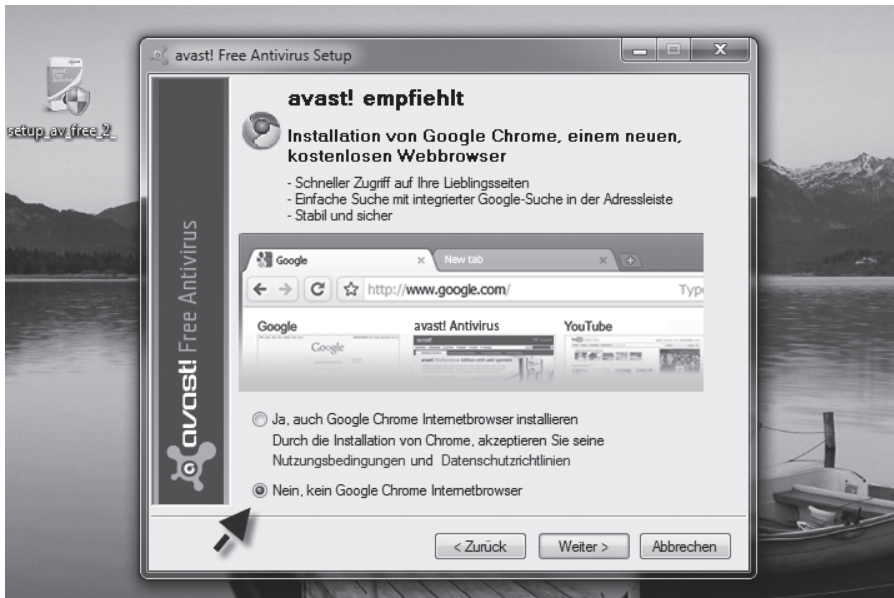 avast! Free Antivirus Setup
setup_av_free_2_
avast! empfiehlt
Installation von Google Chrome, einem neuen,
kostenlosen Webbrowser
- Schneller Zugriff auf Ihre Lieblingsseiten
- Einfache Suche mit integrierter Google-Suche in der Adressleiste
- Stabil und sicher
avast! Free Antivirus
Google
New tab
http://www.google.com/
Google
avast! Antivirus
YouTube
Google
Ja, auch Google Chrome Internetbrowser installieren
Durch die Installation von Chrome, akzeptieren Sie seine
Nutzungsbedingungen und Datenschutzrichtlinien
Nein, kein Google Chrome Internetbrowser
< Zurück
Weiter >
Abbrechen